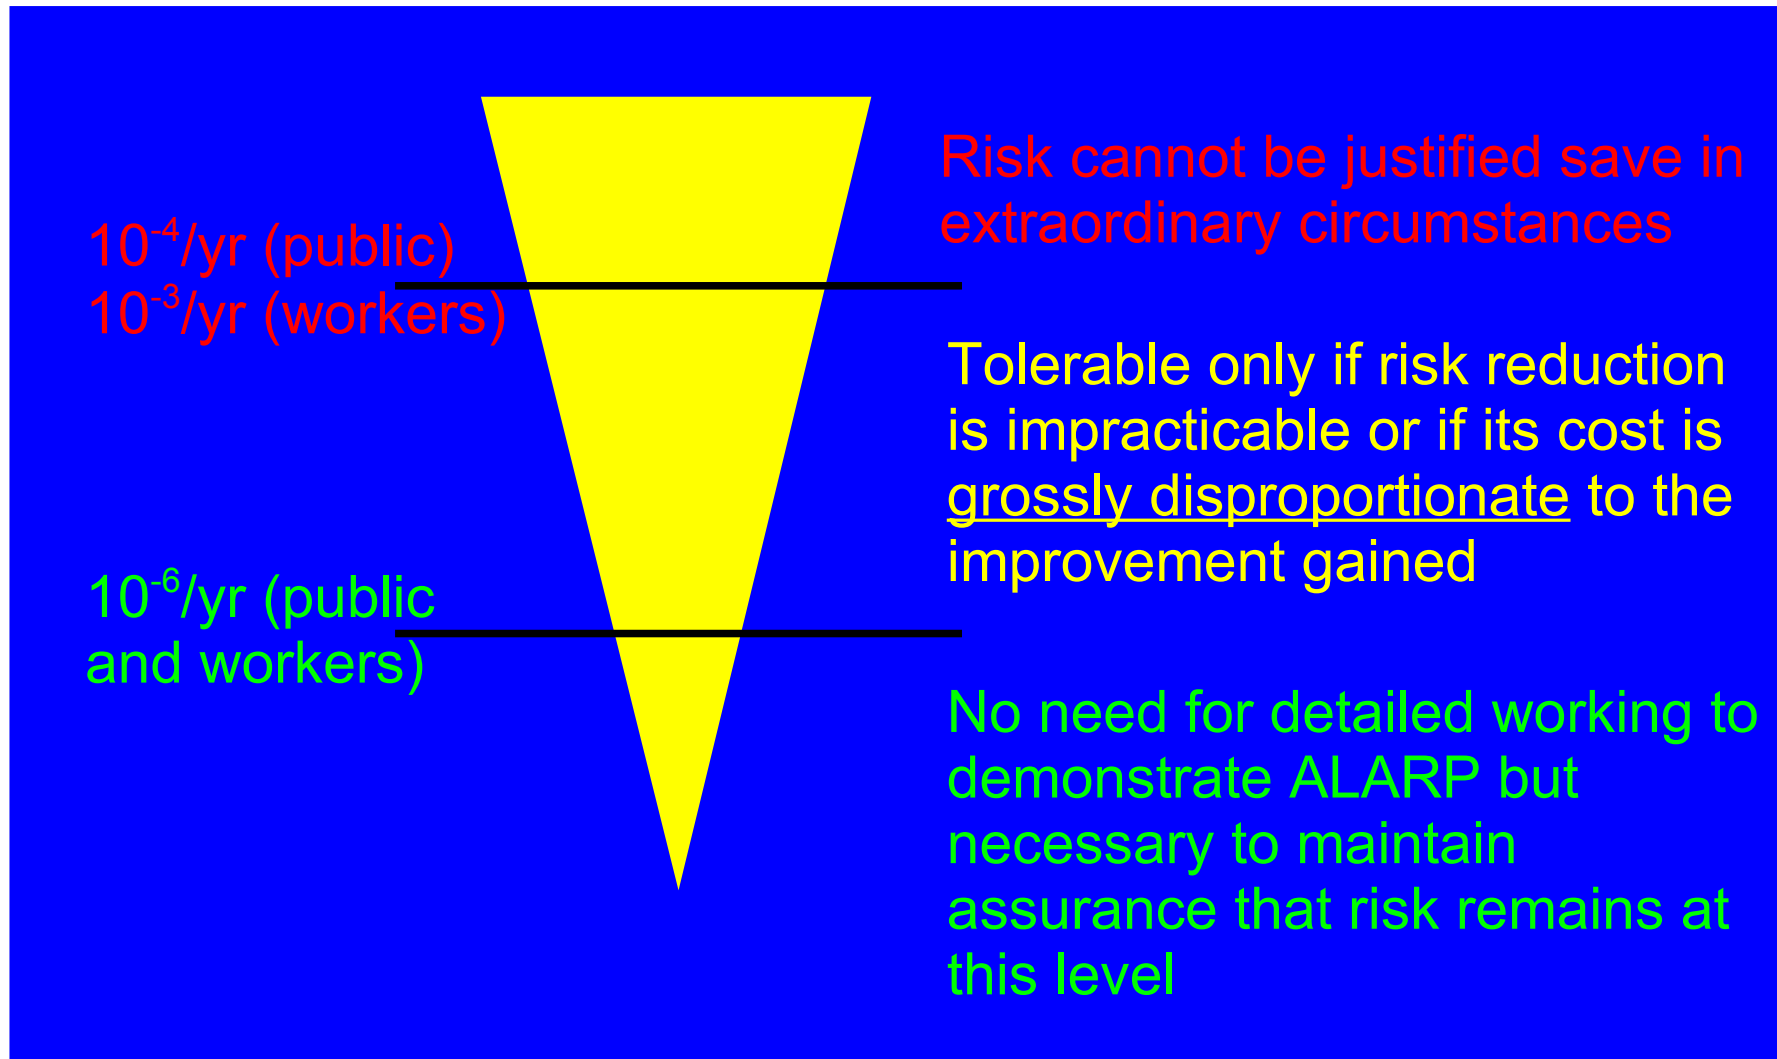 10⁻⁴/yr (public)
10⁻³/yr (workers)
10⁻⁶/yr (public
and workers)
Risk cannot be justified save in
extraordinary circumstances
Tolerable only if risk reduction
is impracticable or if its cost is
grossly disproportionate to the
improvement gained
No need for detailed working to
demonstrate ALARP but
necessary to maintain
assurance that risk remains at
this level